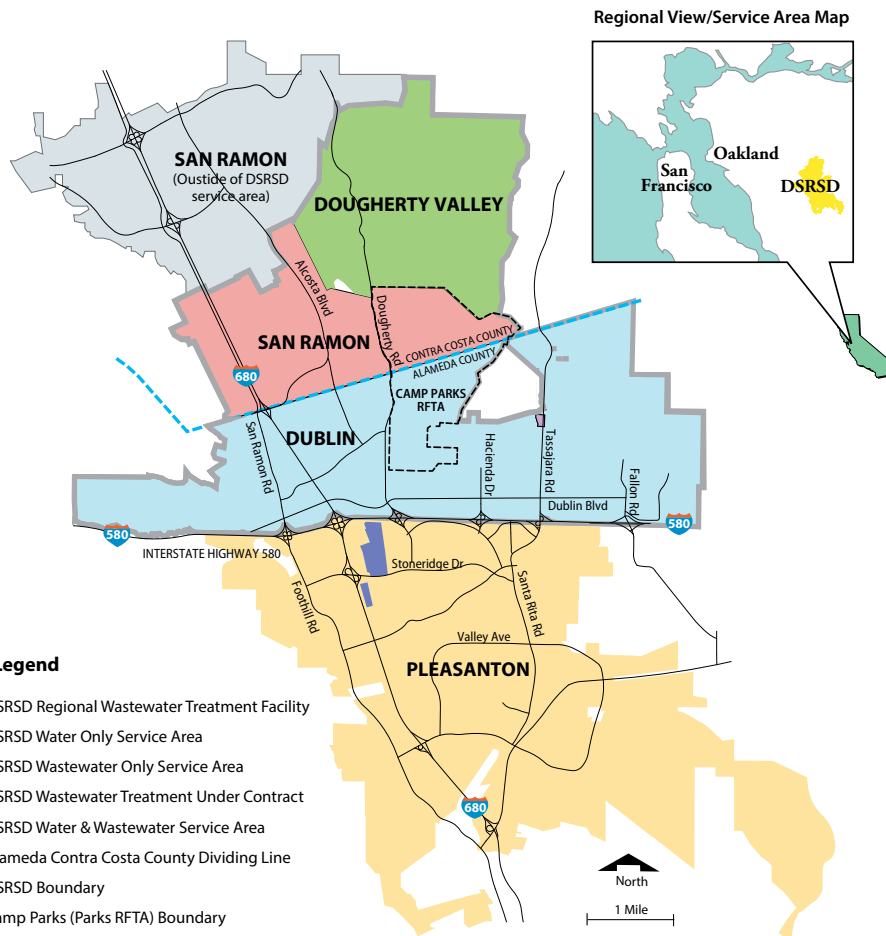 Regional View/Service Area Map
San
Francisco
Oakland
DSRSD
SAN RAMON
(Oustide of DSRSD
service area)
DOUGHERTY VALLEY
Alcosta Blvd
Dougherty Rd
SAN RAMON
CONTRA COSTA COUNTY
ALAMEDA COUNTY
680
CAMP PARKS
RFTA
DUBLIN
San Ramon Rd
Hacienda Dr
Tassajara Rd
Fallon Rd
Dublin Blvd
580
580
INTERSTATE HIGHWAY 580
Stoneridge Dr
Foothill Rd
Santa Rita Rd
Valley Ave
PLEASANTON
680
Legend
SRSD Regional Wastewater Treatment Facility
SRSD Water Only Service Area
SRSD Wastewater Only Service Area
SRSD Wastewater Treatment Under Contract
SRSD Water & Wastewater Service Area
ameda Contra Costa County Dividing Line
SRSD Boundary
amp Parks (Parks RFTA) Boundary
North
1 Mile